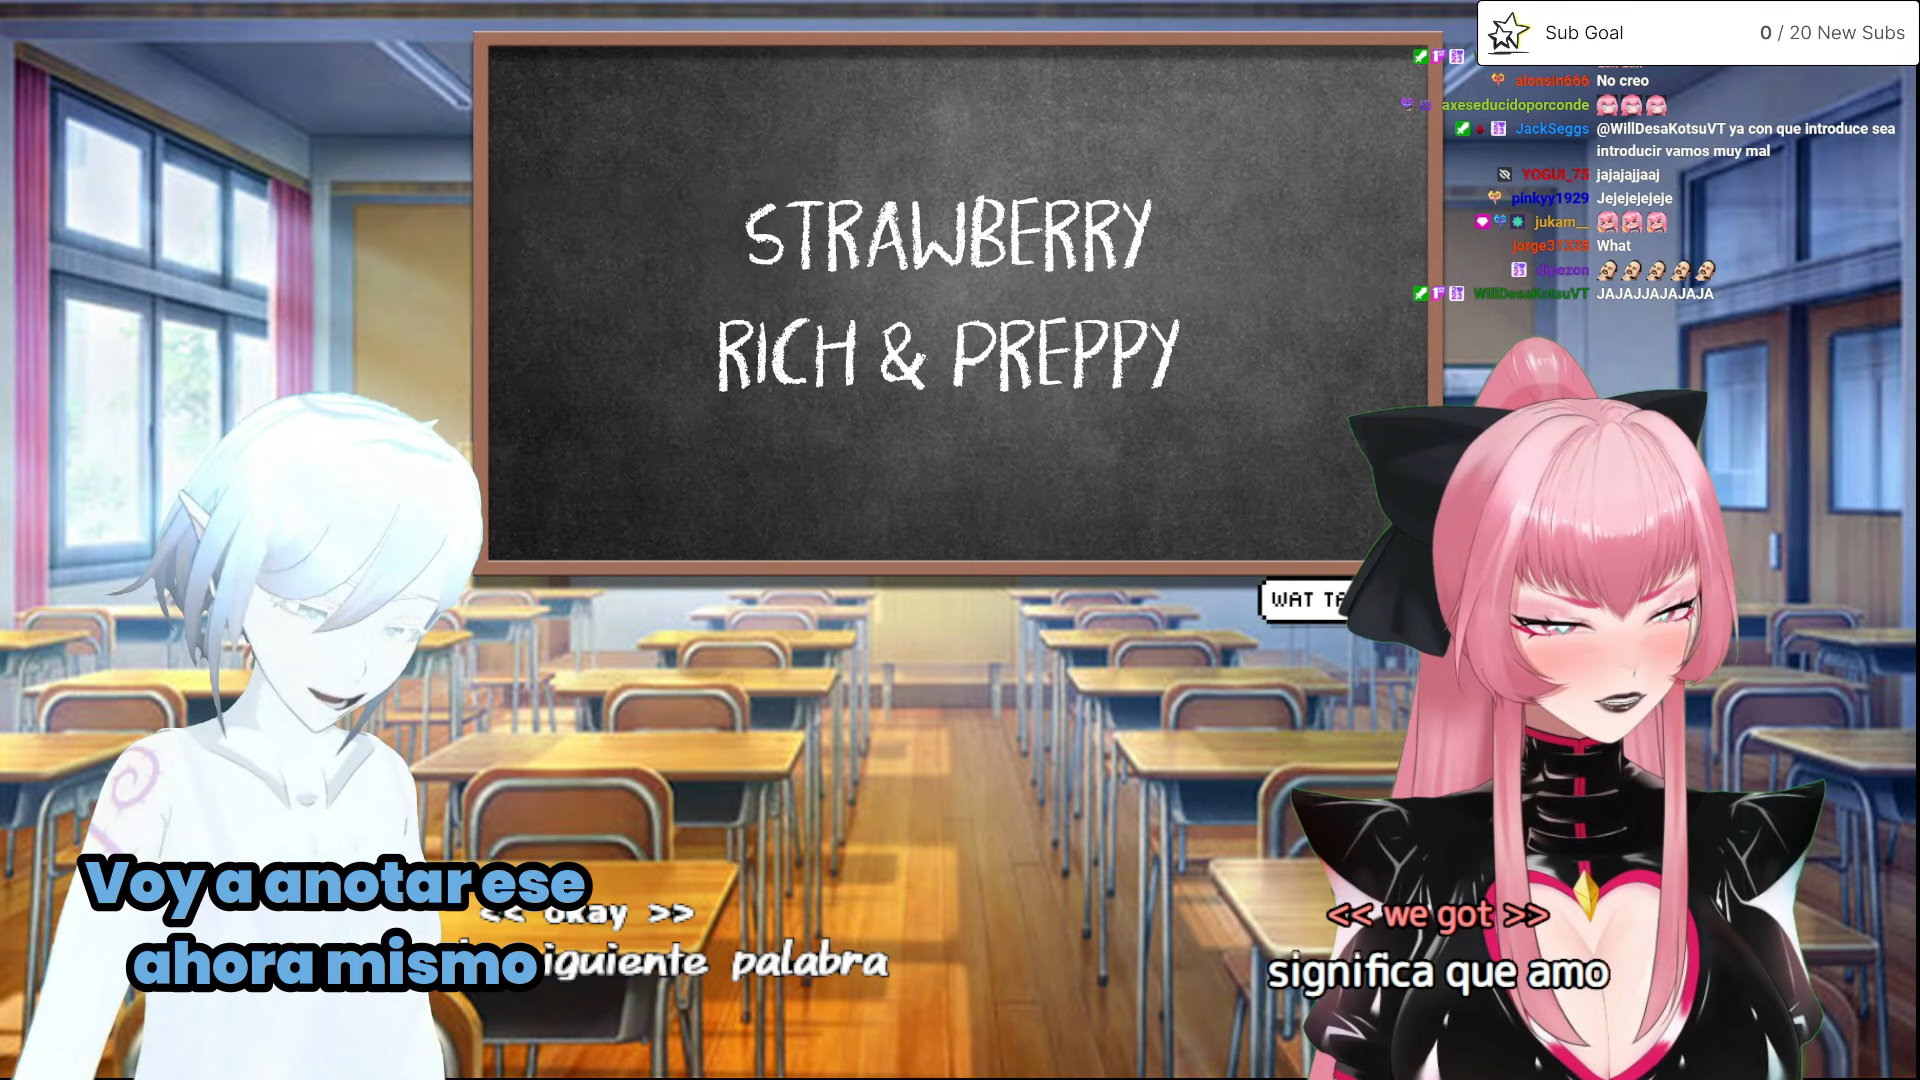 Sub Goal 0 / 20 New Subs
alonsin666 No creo
axeseducidoporconde
JackSeggs @WillDesaKotsuVT ya con que introduce sea
introducir vamos muy mal
YOGUI_75 jajajajjaaj
pinkyy1929 Jejejejejeje
jukam__
jorge31328 What
dipezon
WillDesaKotsuVT JAJAJJAJAJAJA
STRAWBERRY
RICH & PREPPY
WAT
Voy a anotar ese
ahora mismo
<< okay >>
iguiente palabra
<< we got >>
significa que amo